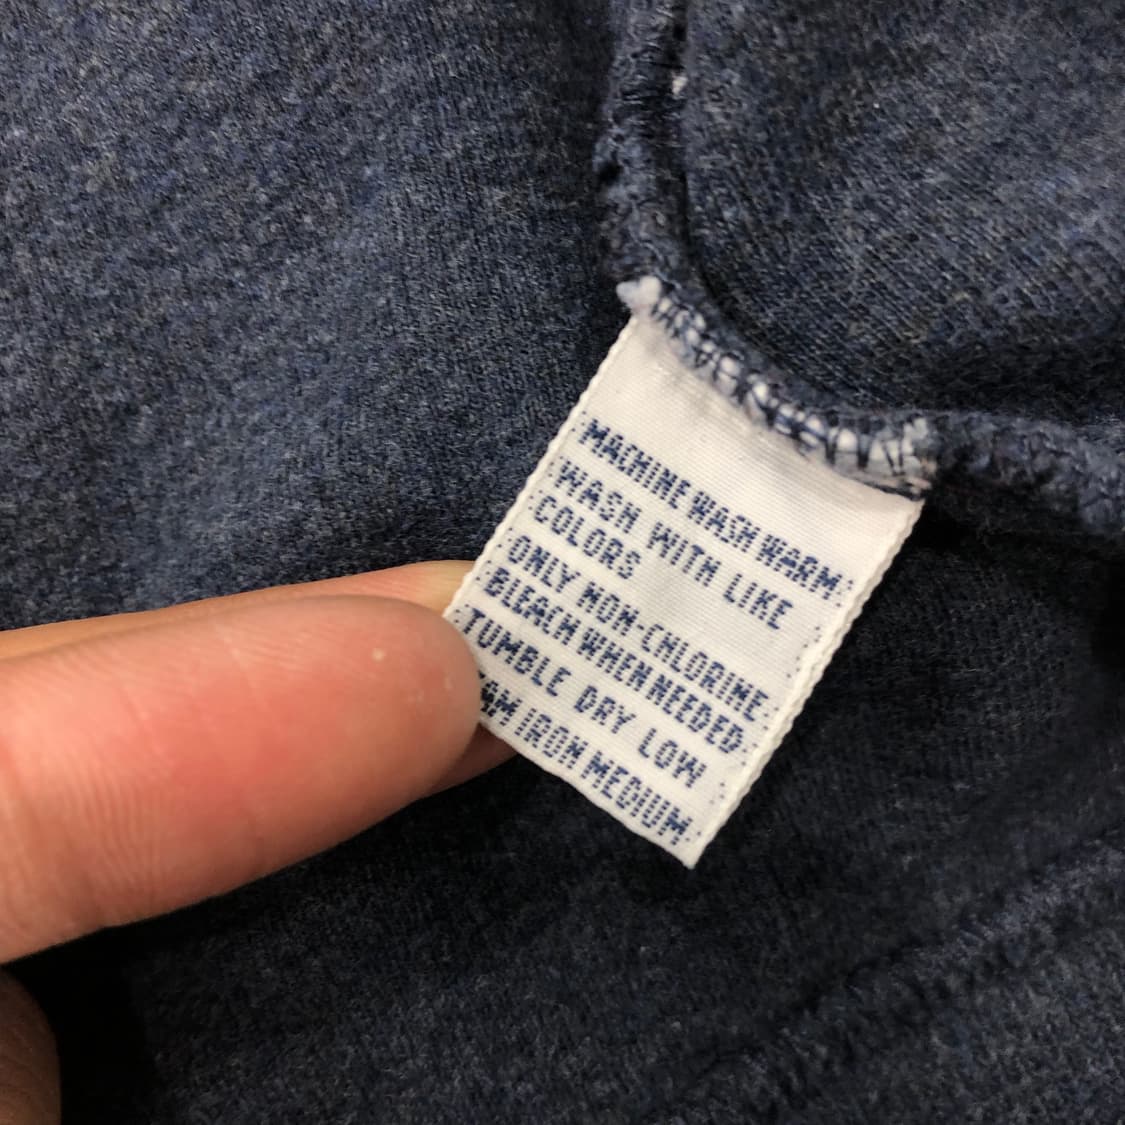 MACHINE WASH WARM
WASH WITH LIKE
COLORS
ONLY NON-CHLORINE
BLEACH WHEN NEEDED
TUMBLE DRY LOW
IRON MEDIUM